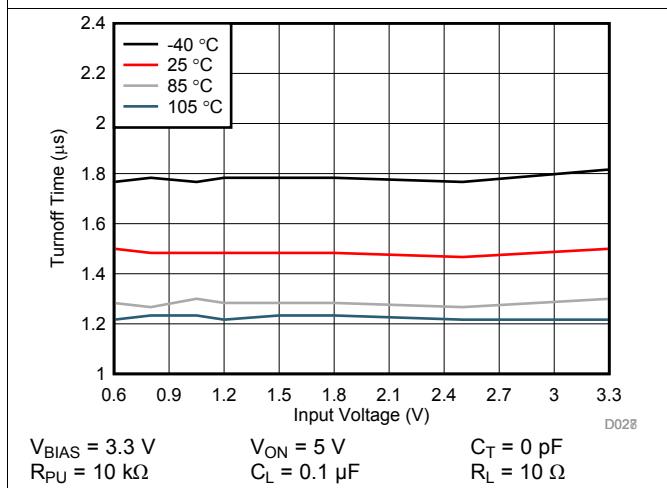 2.4
2.2
2
1.8
1.6
1.4
1.2
1
Turnoff Time (µs)
-40 °C
25 °C
85 °C
105 °C
0.6 0.9 1.2 1.5 1.8 2.1 2.4 2.7 3 3.3
Input Voltage (V)
V_BIAS = 3.3 V V_ON = 5 V C_T = 0 pF
R_PU = 10 kΩ C_L = 0.1 µF R_L = 10 Ω